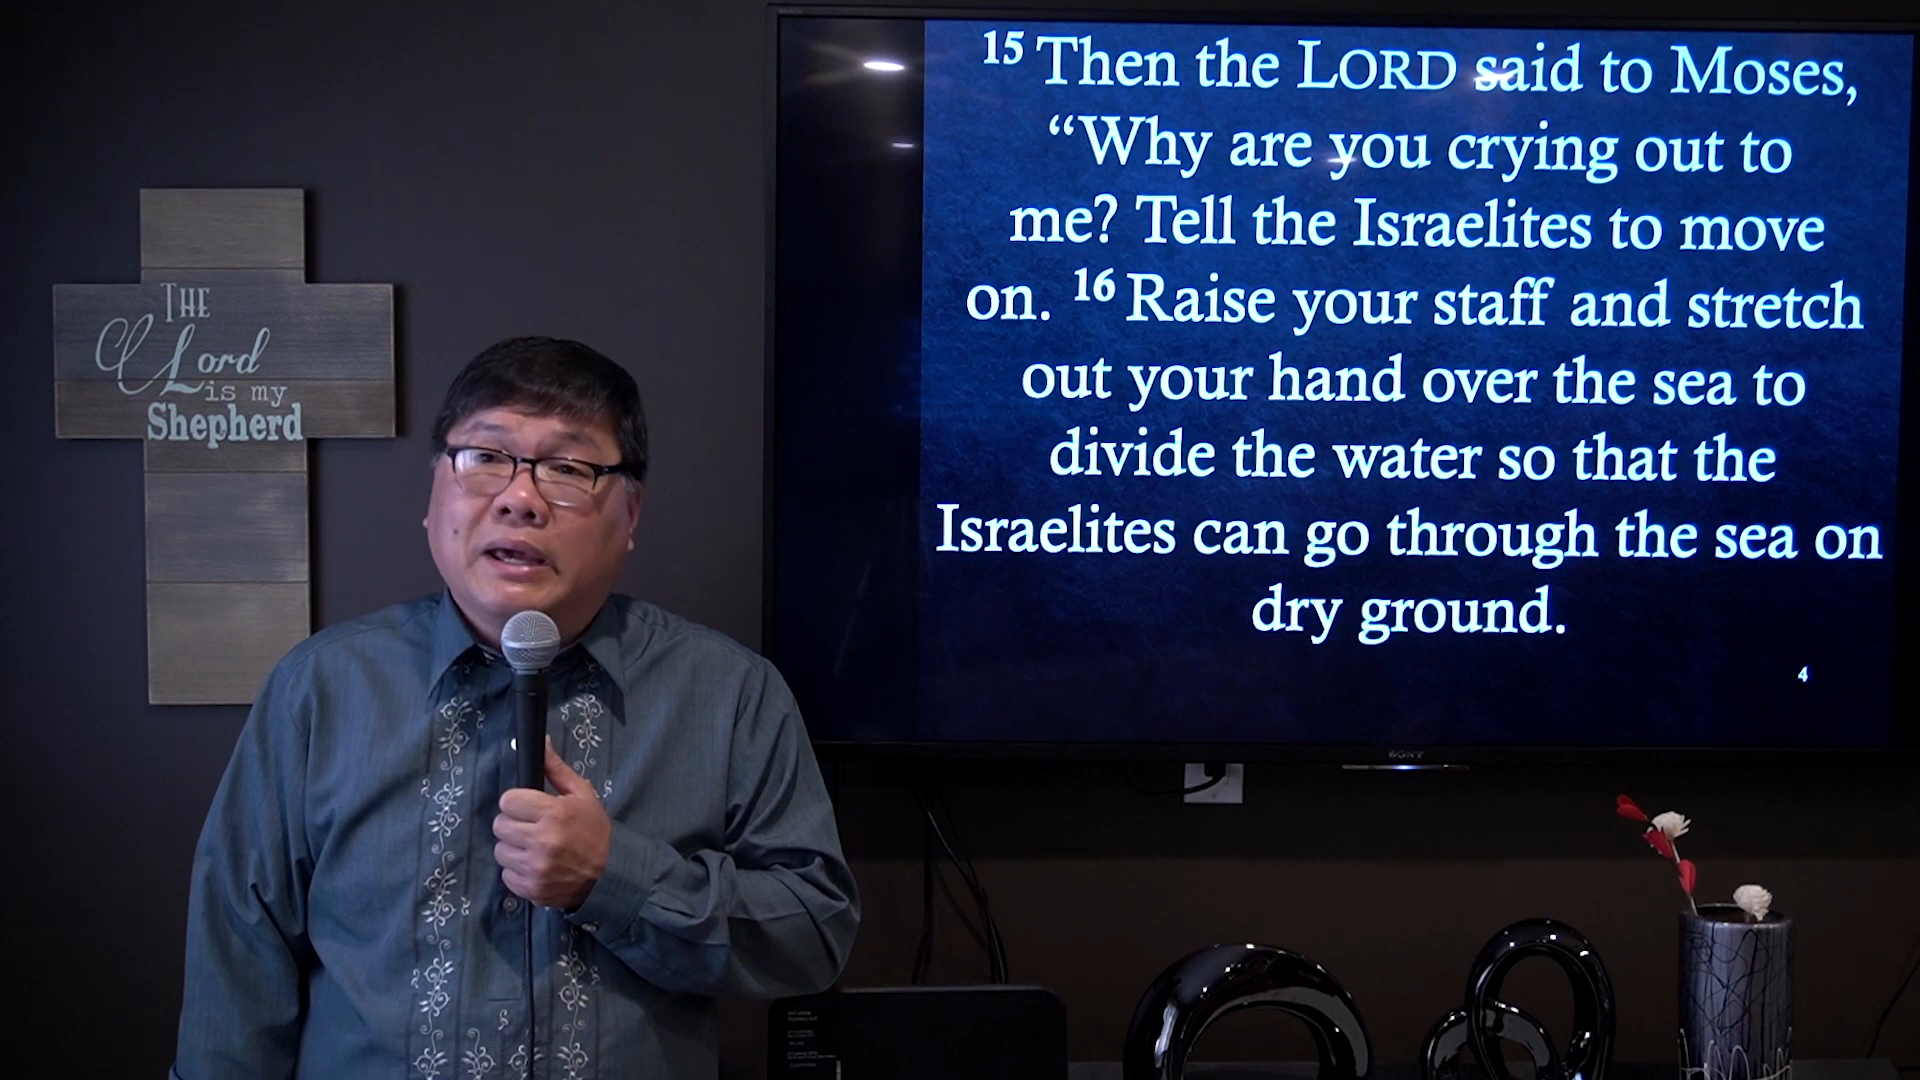 THE
Lord
is my
Shepherd
15 Then the LORD said to Moses,
“Why are you crying out to
me? Tell the Israelites to move
on. 16 Raise your staff and stretch
out your hand over the sea to
divide the water so that the
Israelites can go through the sea on
dry ground.
4
SONY